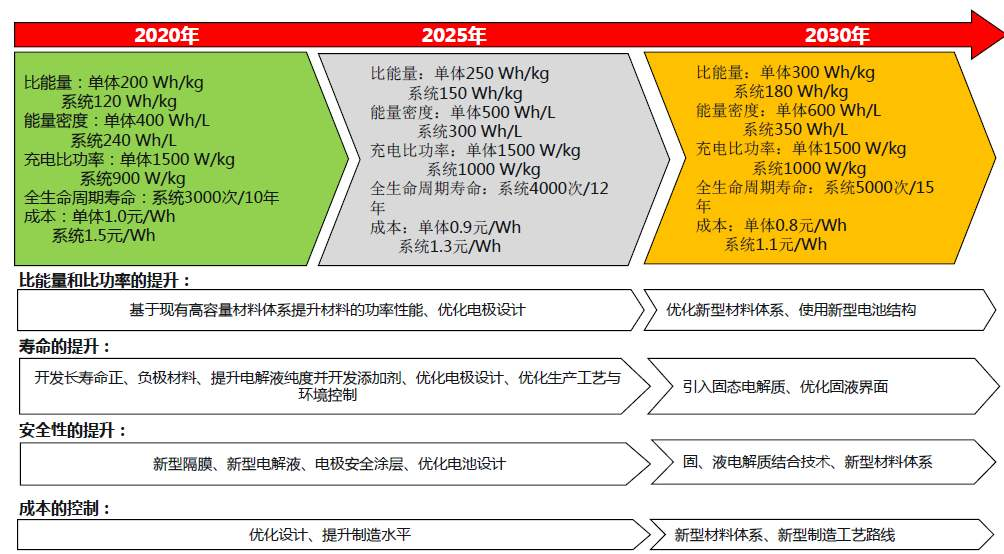 2020年
2025年
2030年
比能量：单体200 Wh/kg
系统120 Wh/kg
能量密度：单体400 Wh/L
系统240 Wh/L
充电比功率：单体1500 W/kg
系统900 W/kg
全生命周期寿命：系统3000次/10年
成本：单体1.0元/Wh
系统1.5元/Wh
比能量：单体250 Wh/kg
系统150 Wh/kg
能量密度：单体500 Wh/L
系统300 Wh/L
充电比功率：单体1500 W/kg
系统1000 W/kg
全生命周期寿命：系统4000次/12
年
成本：单体0.9元/Wh
系统1.3元/Wh
比能量：单体300 Wh/kg
系统180 Wh/kg
能量密度：单体600 Wh/L
系统350 Wh/L
充电比功率：单体1500 W/kg
系统1000 W/kg
全生命周期寿命：系统5000次/15
年
成本：单体0.8元/Wh
系统1.1元/Wh
比能量和比功率的提升：
基于现有高容量材料体系提升材料的功率性能、优化电极设计
优化新型材料体系、使用新型电池结构
寿命的提升：
开发长寿命正、负极材料、提升电解液纯度并开发添加剂、优化电极设计、优化生产工艺与
环境控制
引入固态电解质、优化固液界面
安全性的提升：
新型隔膜、新型电解液、电极安全涂层、优化电池设计
固、液电解质结合技术、新型材料体系
成本的控制：
优化设计、提升制造水平
新型材料体系、新型制造工艺路线